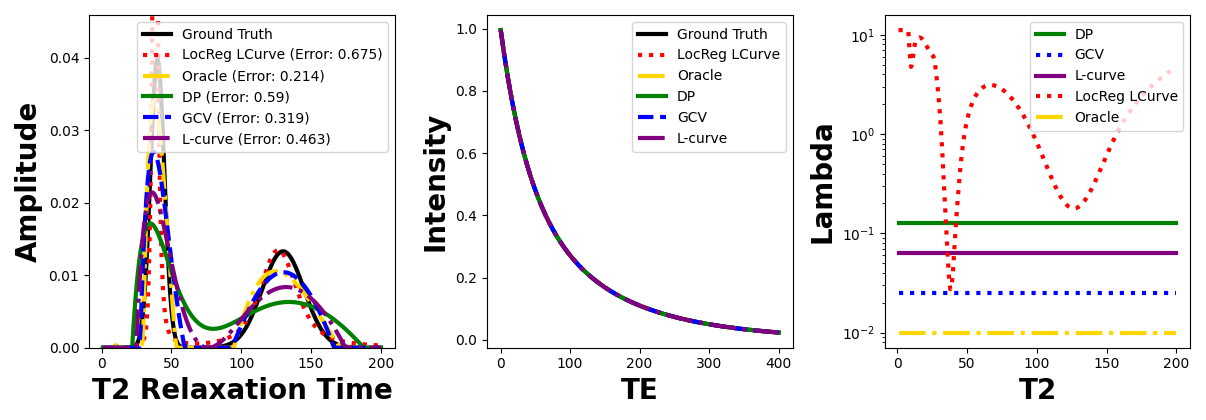 Amplitude
0.04
0.03
0.02
0.01
0.00
0
50
100
150
200
T2 Relaxation Time
Ground Truth
LocReg LCurve (Error: 0.675)
Oracle (Error: 0.214)
DP (Error: 0.59)
GCV (Error: 0.319)
L-curve (Error: 0.463)
Intensity
1.0
0.8
0.6
0.4
0.2
0.0
0
100
200
300
400
TE
Ground Truth
LocReg LCurve
Oracle
DP
GCV
L-curve
Lambda
10¹
10⁰
10⁻¹
10⁻²
0
50
100
150
200
T2
DP
GCV
L-curve
LocReg LCurve
Oracle